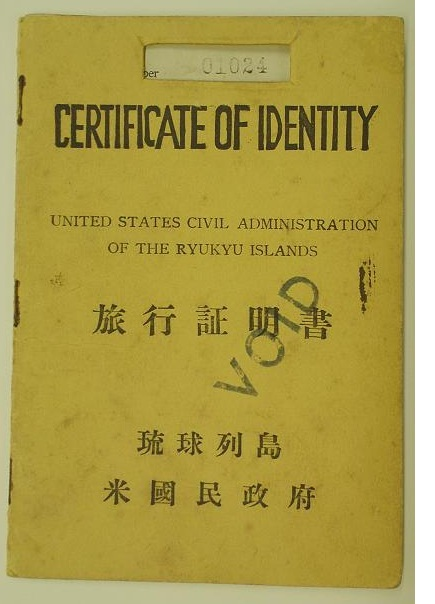 01024
CERTIFICATE OF IDENTITY
UNITED STATES CIVIL ADMINISTRATION
OF THE RYUKYU ISLANDS
旅行証明書
VOID
琉球列島
米國民政府